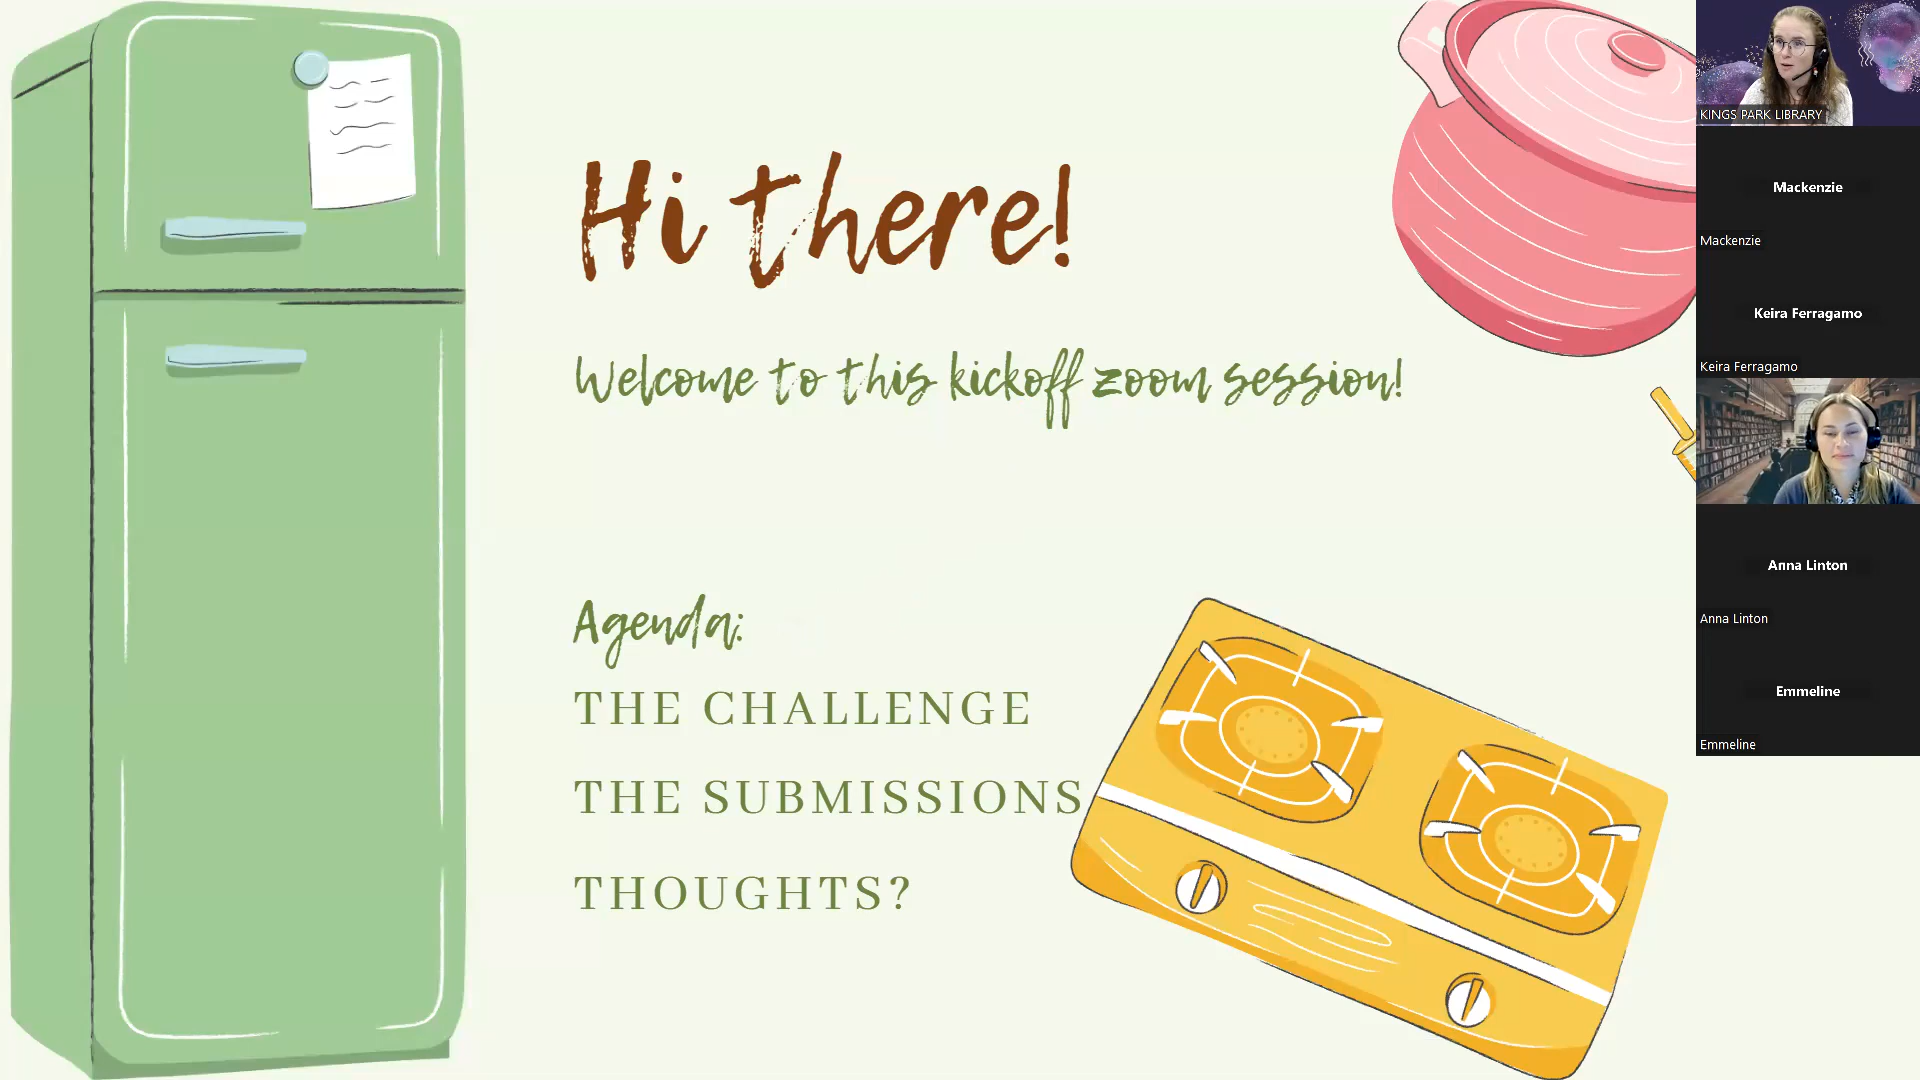 Hi there!
Welcome to this kickoff zoom session!
Agenda:
THE CHALLENGE
THE SUBMISSIONS
THOUGHTS?
KINGS PARK LIBRARY
Mackenzie
Mackenzie
Keira Ferragamo
Keira Ferragamo
Anna Linton
Anna Linton
Emmeline
Emmeline